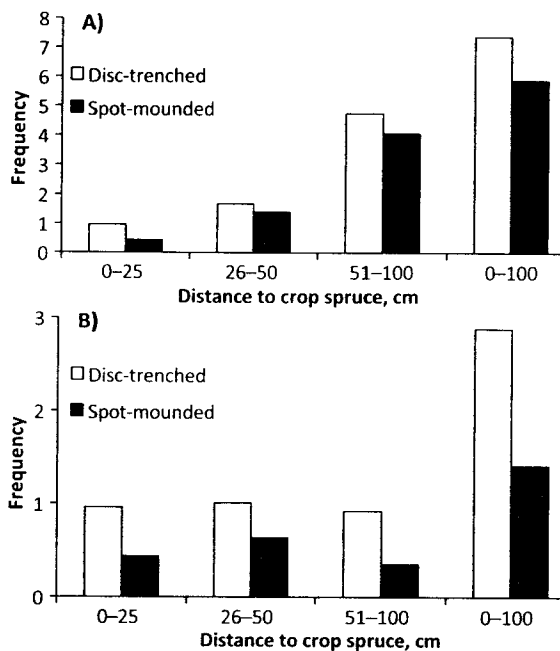 A)
8
7
6
5
4
3
2
1
0
Frequency
Disc-trenched
Spot-mounded
0–25 26–50 51–100 0–100
Distance to crop spruce, cm
B)
3
2
1
0
Frequency
Disc-trenched
Spot-mounded
0–25 26–50 51–100 0–100
Distance to crop spruce, cm